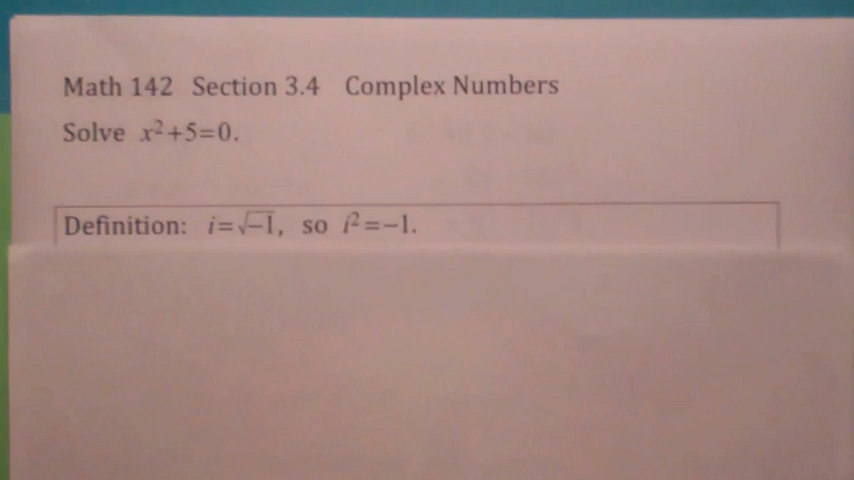 Math 142 Section 3.4 Complex Numbers
Solve x²+5=0.
Definition: i=√-1, so i²=-1.